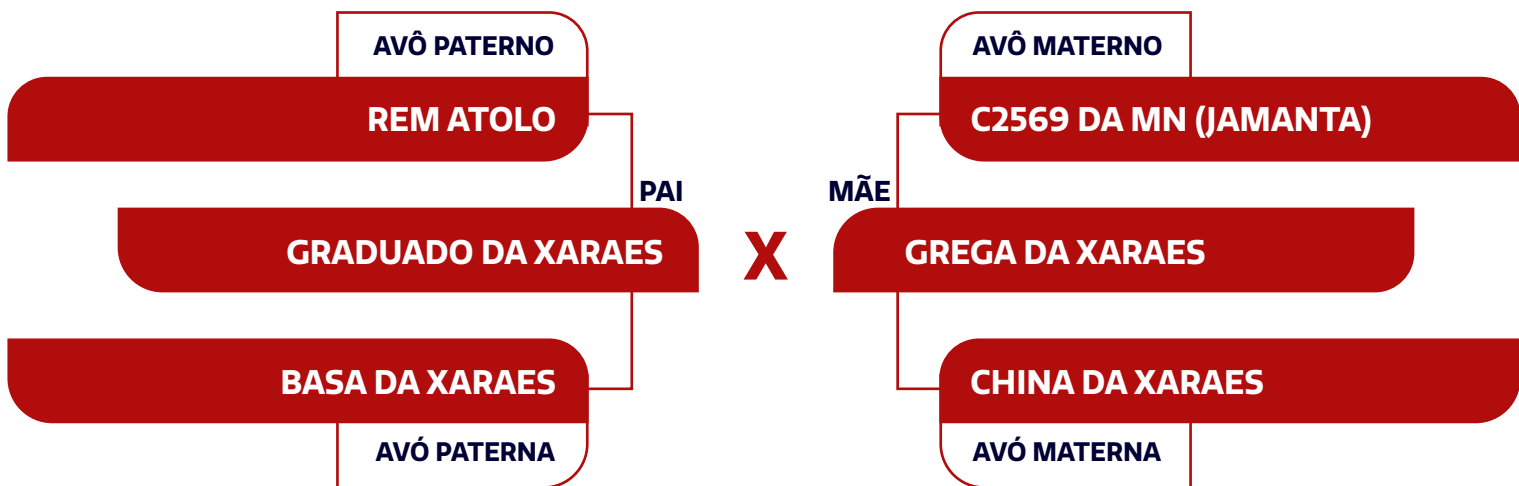 AVÔ PATERNO
REM ATOLO
PAI
GRADUADO DA XARAES
BASA DA XARAES
AVÓ PATERNA
X
AVÔ MATERNO
C2569 DA MN (JAMANTA)
MÃE
GREGA DA XARAES
CHINA DA XARAES
AVÓ MATERNA